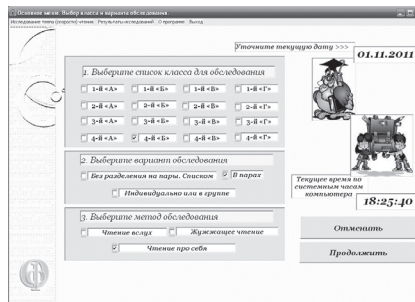 Основное меню. Выбор класса и варианта обследования
Исследование темпа (скорости) чтения Результаты исследований О программе Выход
Уточните текущую дату >>>
01.11.2011
1. Выберите список класса для обследования
1-й «А» 1-й «Б» 1-й «В» 1-й «Г»
2-й «А» 2-й «Б» 2-й «В» 2-й «Г»
3-й «А» 3-й «Б» 3-й «В» 3-й «Г»
4-й «А» 4-й «Б» 4-й «В» 4-й «Г»
2. Выберите вариант обследования
Без разделения на пары. Списком В парах
Индивидуально или в группе
Текущее время по
системным часам
компьютера
18:25:40
3. Выберите метод обследования
Чтение вслух Жужжащее чтение
Чтение про себя
Отменить
Продолжить